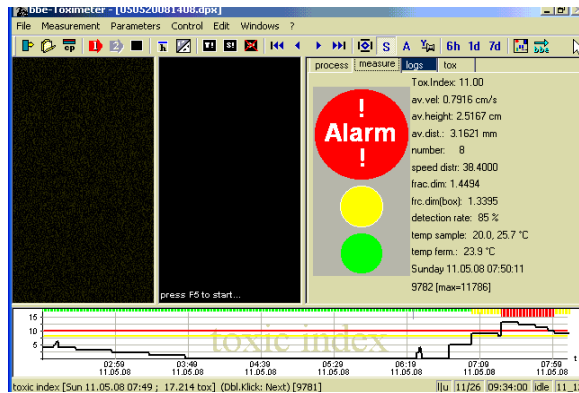 bbe-Toximeter - [USUS20081408.dpx]
File Measurement Parameters Control Edit Windows ?
cp 1 2 T! S! S A 6h 1d 7d
process measure logs tox
! Alarm !
Tox.Index: 11.00
av.vel: 0.7916 cm/s
av.height: 2.5167 cm
av.dist.: 3.1621 mm
number: 8
speed distr: 38.4000
frac.dim: 1.4494
frc.dim(box): 1.3395
detection rate: 85 %
temp sample: 20.0, 25.7 °C
temp ferm.: 23.9 °C
Sunday 11.05.08 07:50:11
9782 [max=11786]
press F5 to start...
15
10
5
toxic index
02:59 03:49 04:39 05:29 06:19 07:09 07:59 t
11.05.08 11.05.08 11.05.08 11.05.08 11.05.08 11.05.08 11.05.08
toxic index [Sun 11.05.08 07:49 ; 17.214 tox] (Dbl.Klick: Next) [9781]
11/26 09:34:00 idle